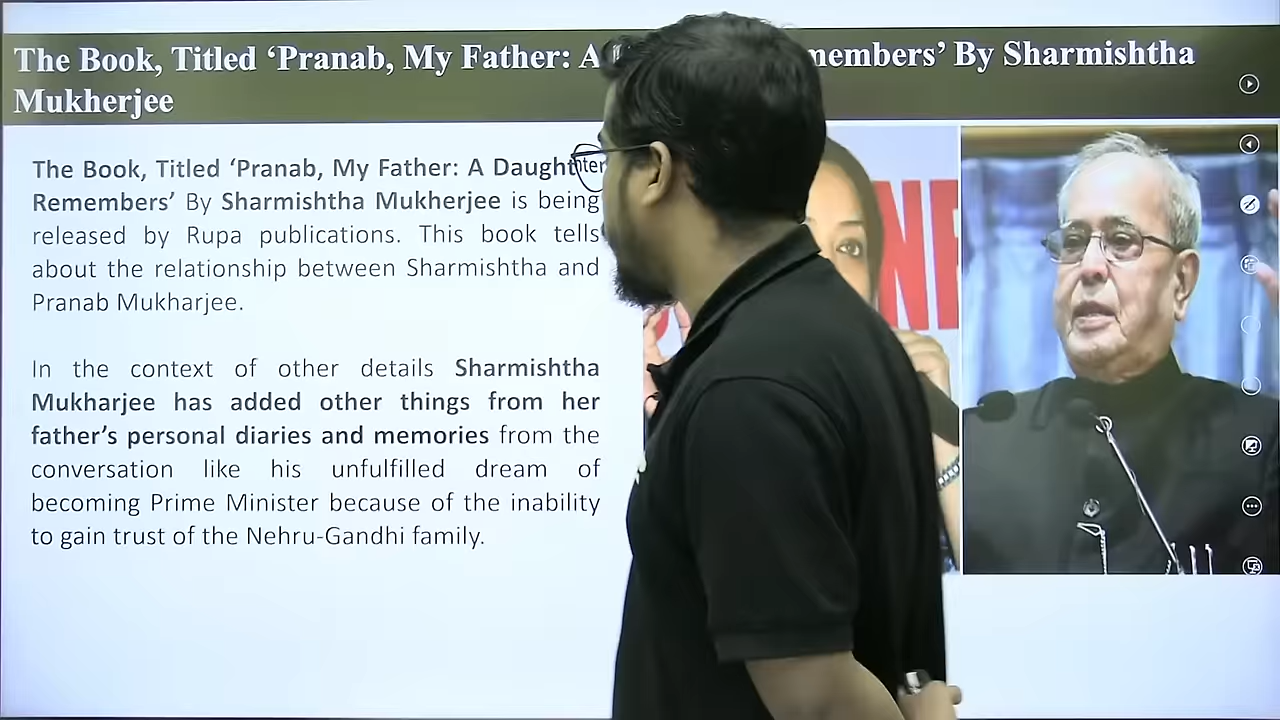 The Book, Titled ‘Pranab, My Father: A members’ By Sharmishtha
Mukherjee
The Book, Titled ‘Pranab, My Father: A Daughter
Remembers’ By Sharmishtha Mukherjee is being
released by Rupa publications. This book tells
about the relationship between Sharmishtha and
Pranab Mukharjee.
In the context of other details Sharmishtha
Mukharjee has added other things from her
father’s personal diaries and memories from the
conversation like his unfulfilled dream of
becoming Prime Minister because of the inability
to gain trust of the Nehru-Gandhi family.